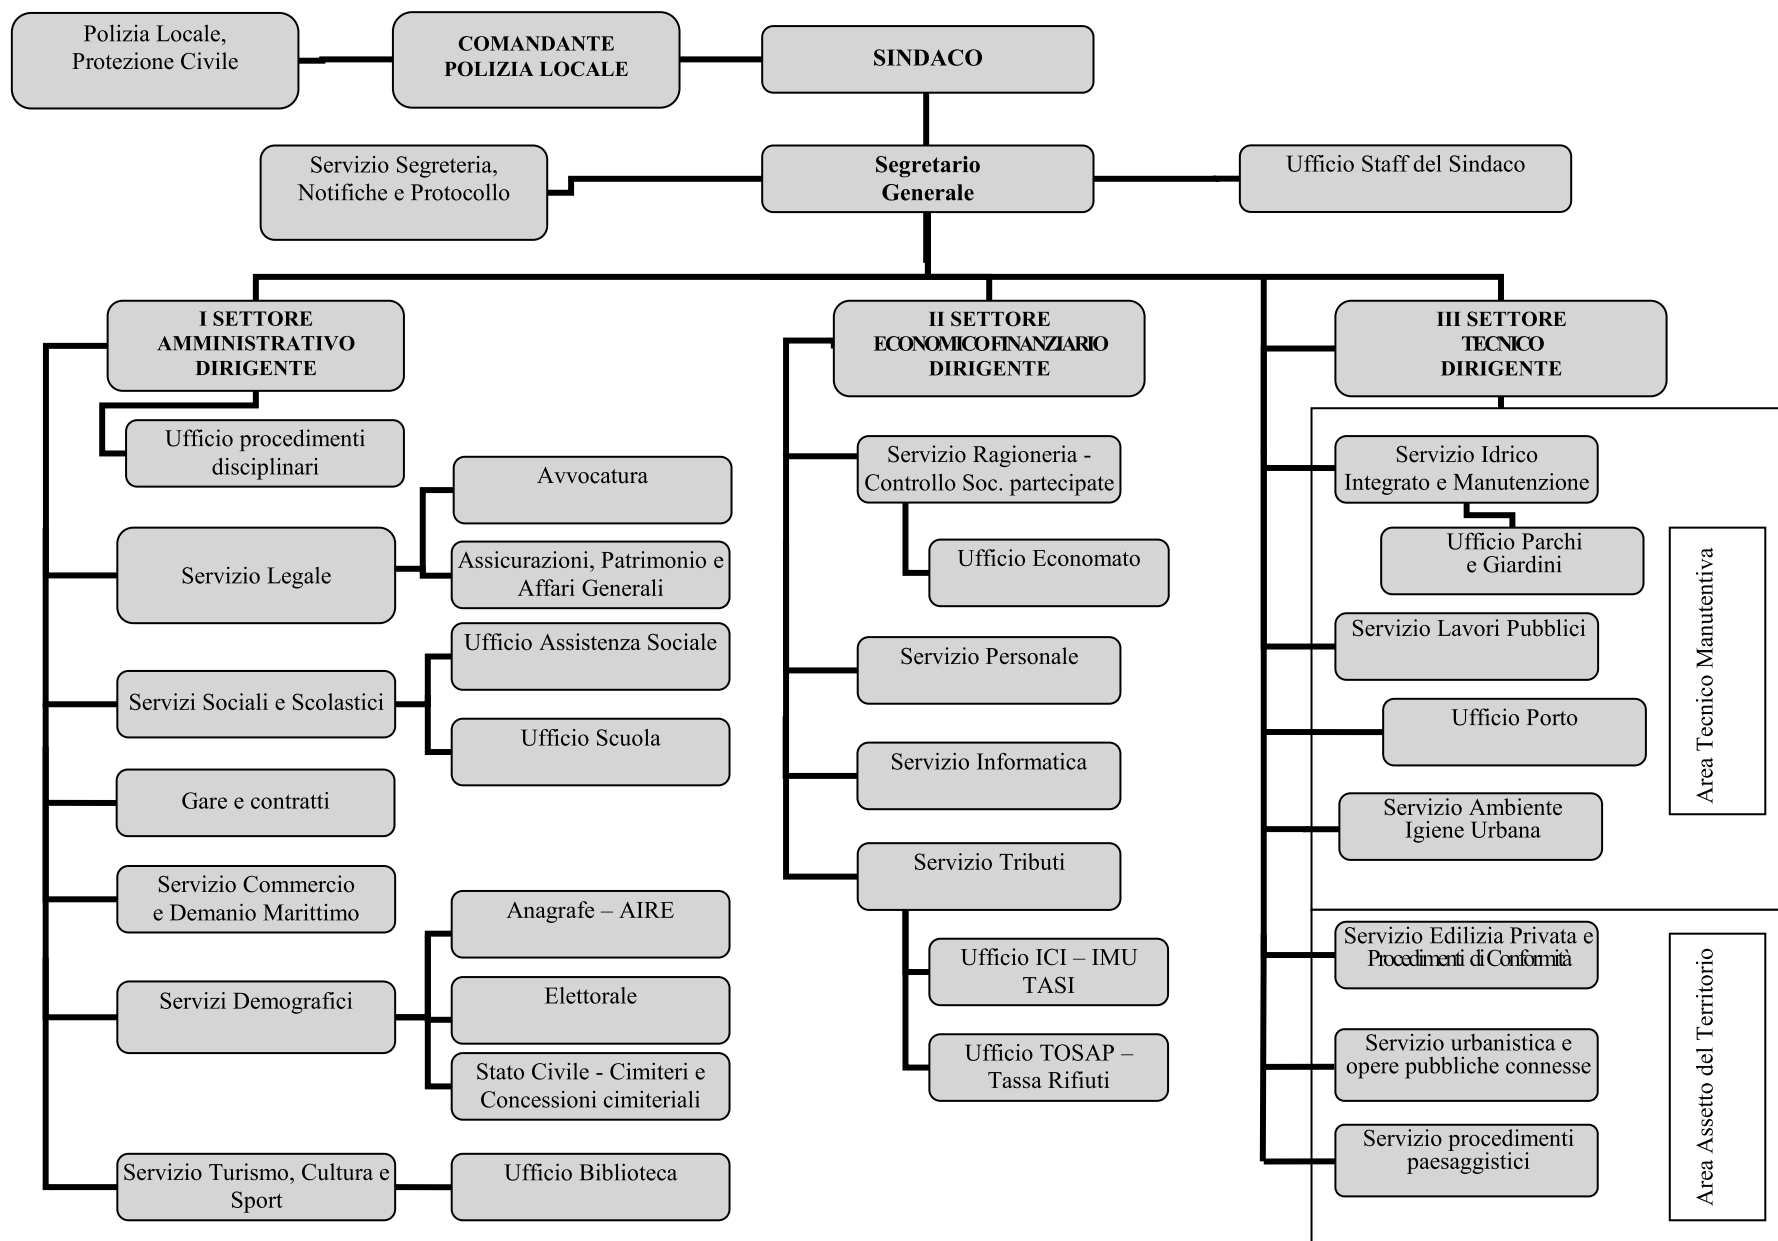 Polizia Locale,
Protezione Civile
COMANDANTE
POLIZIA LOCALE
SINDACO
Servizio Segreteria,
Notifiche e Protocollo
Segretario
Generale
Ufficio Staff del Sindaco
I SETTORE
AMMINISTRATIVO
DIRIGENTE
Ufficio procedimenti
disciplinari
Servizio Legale
Avvocatura
Assicurazioni, Patrimonio e
Affari Generali
Servizi Sociali e Scolastici
Ufficio Assistenza Sociale
Ufficio Scuola
Gare e contratti
Servizio Commercio
e Demanio Marittimo
Servizi Demografici
Anagrafe – AIRE
Elettorale
Stato Civile - Cimiteri e
Concessioni cimiteriali
Servizio Turismo, Cultura e
Sport
Ufficio Biblioteca
II SETTORE
ECONOMICO FINANZIARIO
DIRIGENTE
Servizio Ragioneria -
Controllo Soc. partecipate
Ufficio Economato
Servizio Personale
Servizio Informatica
Servizio Tributi
Ufficio ICI – IMU
TASI
Ufficio TOSAP –
Tassa Rifiuti
III SETTORE
TECNICO
DIRIGENTE
Servizio Idrico
Integrato e Manutenzione
Ufficio Parchi
e Giardini
Servizio Lavori Pubblici
Ufficio Porto
Servizio Ambiente
Igiene Urbana
Area Tecnico Manutentiva
Servizio Edilizia Privata e
Procedimenti di Conformità
Servizio urbanistica e
opere pubbliche connesse
Servizio procedimenti
paesaggistici
Area Assetto del Territorio